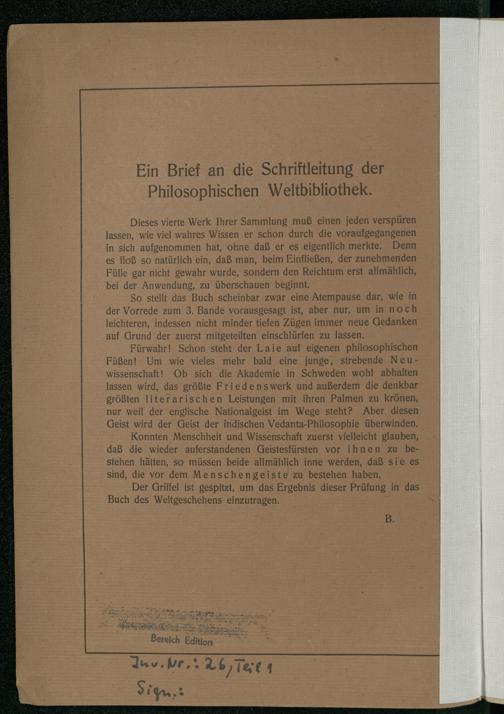 Ein Brief an die Schriftleitung der
Philosophischen Weltbibliothek.
Dieses vierte Werk Ihrer Sammlung muß einen jeden verspüren
lassen, wie viel wahres Wissen er schon durch die voraufgegangenen
in sich aufgenommen hat, ohne daß er es eigentlich merkte. Denn
es floß so natürlich ein, daß man, beim Einfließen, der zunehmenden
Fülle gar nicht gewahr wurde, sondern den Reichtum erst allmählich,
bei der Anwendung, zu überschauen beginnt.
So stellt das Buch scheinbar zwar eine Atempause dar, wie in
der Vorrede zum 3. Bande vorausgesagt ist, aber nur, um in noch
leichteren, indessen nicht minder tiefen Zügen immer neue Gedanken
auf Grund der zuerst mitgeteilten einschlürfen zu lassen.
Fürwahr! Schon steht der Laie auf eigenen philosophischen
Füßen! Um wie vieles mehr bald eine junge, strebende Neu-
wissenschaft! Ob sich die Akademie in Schweden wohl abhalten
lassen wird, das größte Friedenswerk und außerdem die denkbar
größten literarischen Leistungen mit ihren Palmen zu krönen,
nur weil der englische Nationalgeist im Wege steht? Aber diesen
Geist wird der Geist der indischen Vedanta-Philosophie überwinden.
Konnten Menschheit und Wissenschaft zuerst vielleicht glauben,
daß die wieder auferstandenen Geistesfürsten vor ihnen zu be-
stehen hätten, so müssen beide allmählich inne werden, daß sie es
sind, die vor dem Menschengeiste zu bestehen haben.
Der Griffel ist gespitzt, um das Ergebnis dieser Prüfung in das
Buch des Weltgeschehens einzutragen.
B.
Bereich Edition
Inv. Nr.: 26, Teil 1
Sign.: